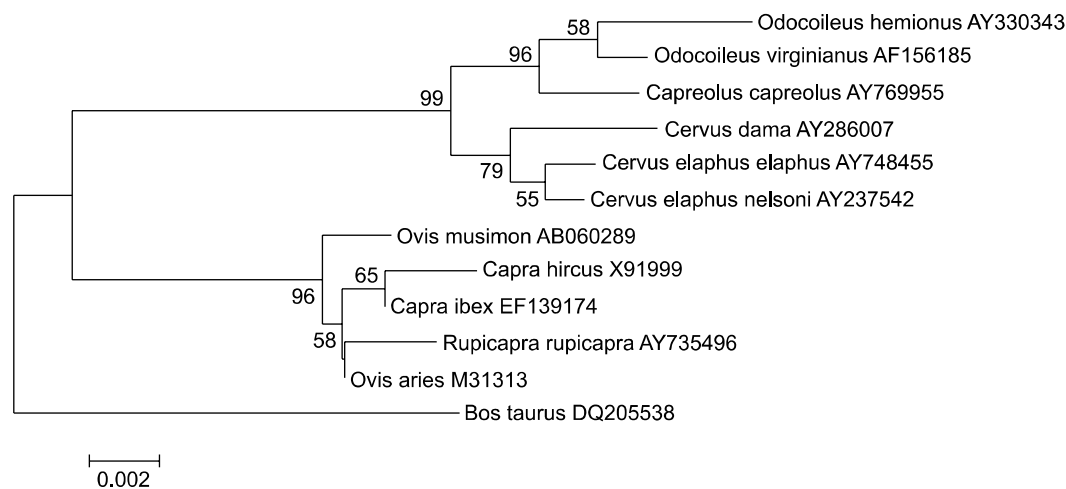 58
Odocoileus hemionus AY330343
96
Odocoileus virginianus AF156185
99
Capreolus capreolus AY769955
Cervus dama AY286007
79
Cervus elaphus elaphus AY748455
55
Cervus elaphus nelsoni AY237542
Ovis musimon AB060289
65
Capra hircus X91999
96
Capra ibex EF139174
58
Rupicapra rupicapra AY735496
Ovis aries M31313
Bos taurus DQ205538
0.002